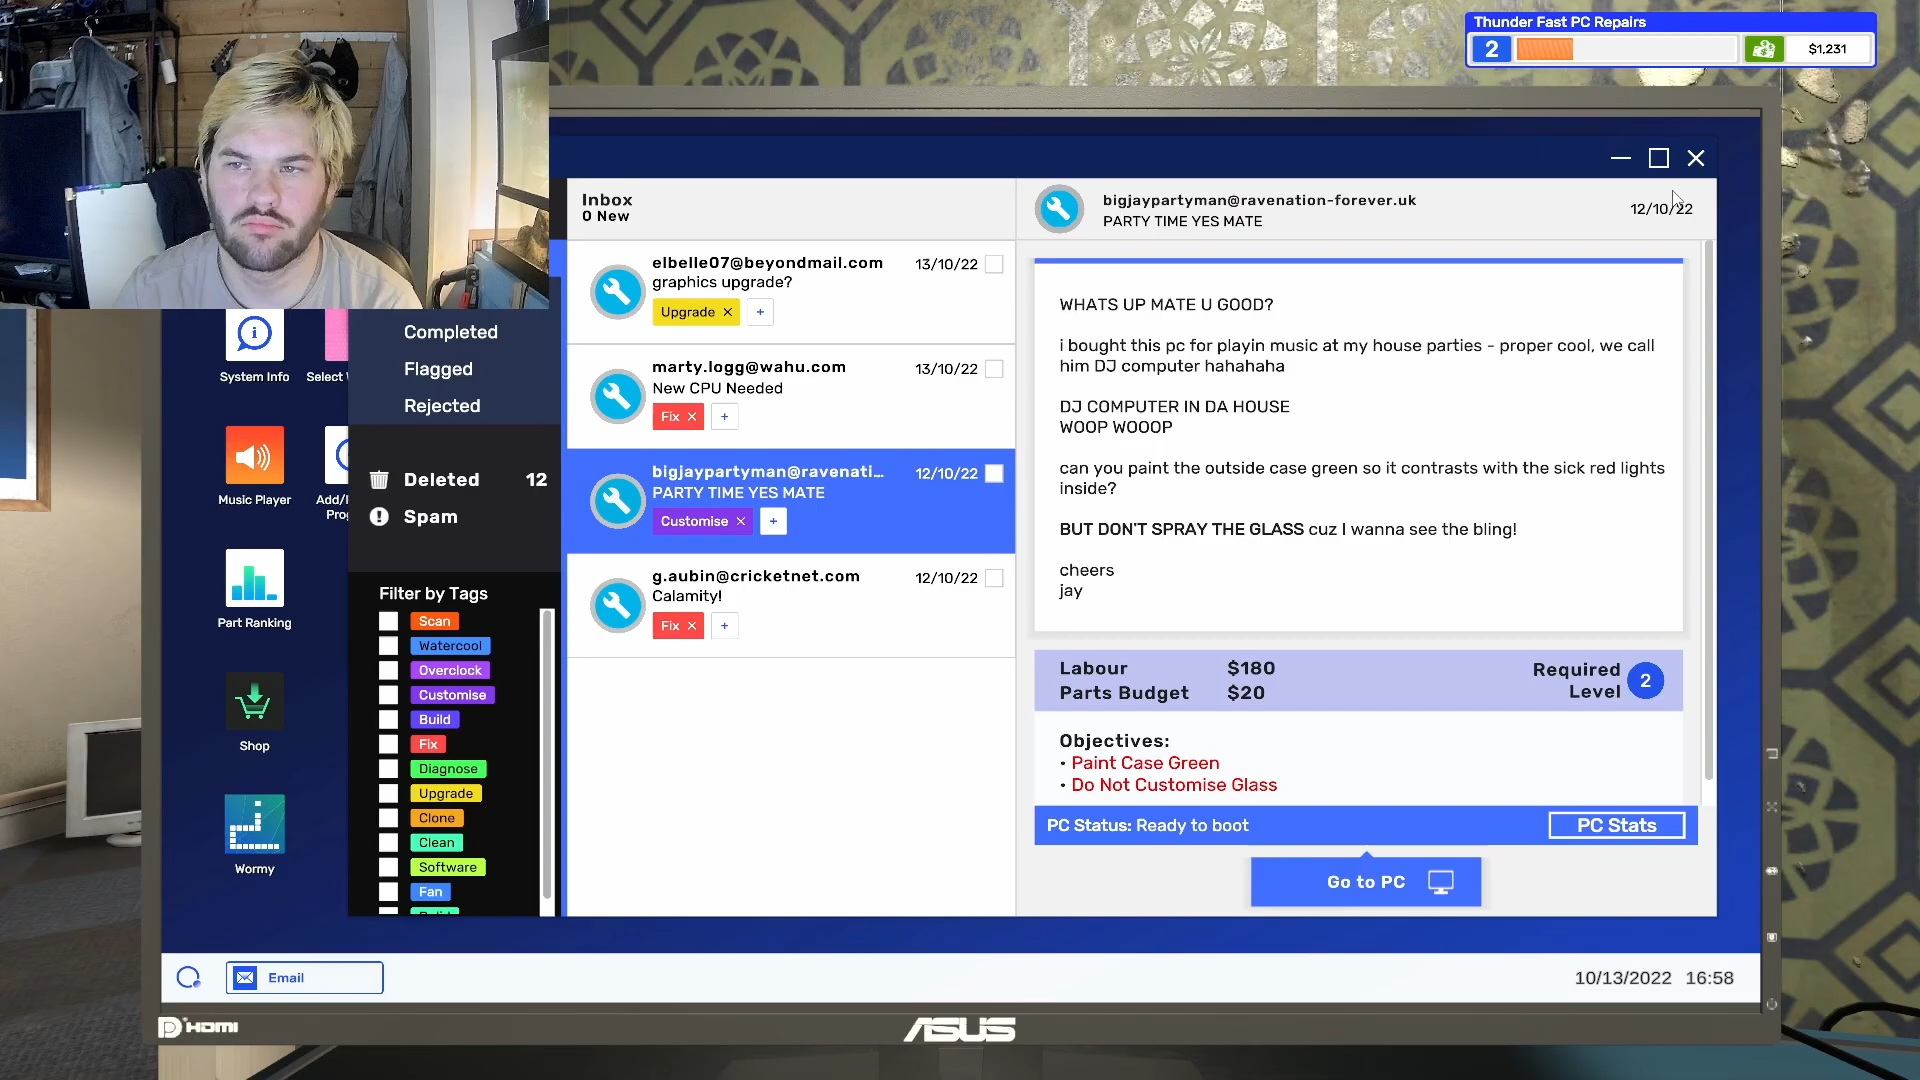 Thunder Fast PC Repairs
2
$1,231
Inbox
0 New
bigjaypartyman@ravenation-forever.uk
PARTY TIME YES MATE
12/10/22
elbelle07@beyondmail.com
13/10/22
graphics upgrade?
Upgrade ×
+
marty.logg@wahu.com
13/10/22
New CPU Needed
Fix ×
+
bigjaypartyman@ravenati...
12/10/22
PARTY TIME YES MATE
Customise ×
+
g.aubin@cricketnet.com
12/10/22
Calamity!
Fix ×
+
WHATS UP MATE U GOOD?
i bought this pc for playin music at my house parties - proper cool, we call
him DJ computer hahahaha
DJ COMPUTER IN DA HOUSE
WOOP WOOOP
can you paint the outside case green so it contrasts with the sick red lights
inside?
BUT DON'T SPRAY THE GLASS cuz I wanna see the bling!
cheers
jay
Labour $180
Parts Budget $20
Required
Level
2
Objectives:
• Paint Case Green
• Do Not Customise Glass
PC Status: Ready to boot
PC Stats
Go to PC
Completed
Flagged
Rejected
Deleted 12
Spam
Filter by Tags
Scan
Watercool
Overclock
Customise
Build
Fix
Diagnose
Upgrade
Clone
Clean
Software
Fan
System Info
Select
Music Player
Part Ranking
Shop
Wormy
Email
10/13/2022 16:58
HDMI
ASUS